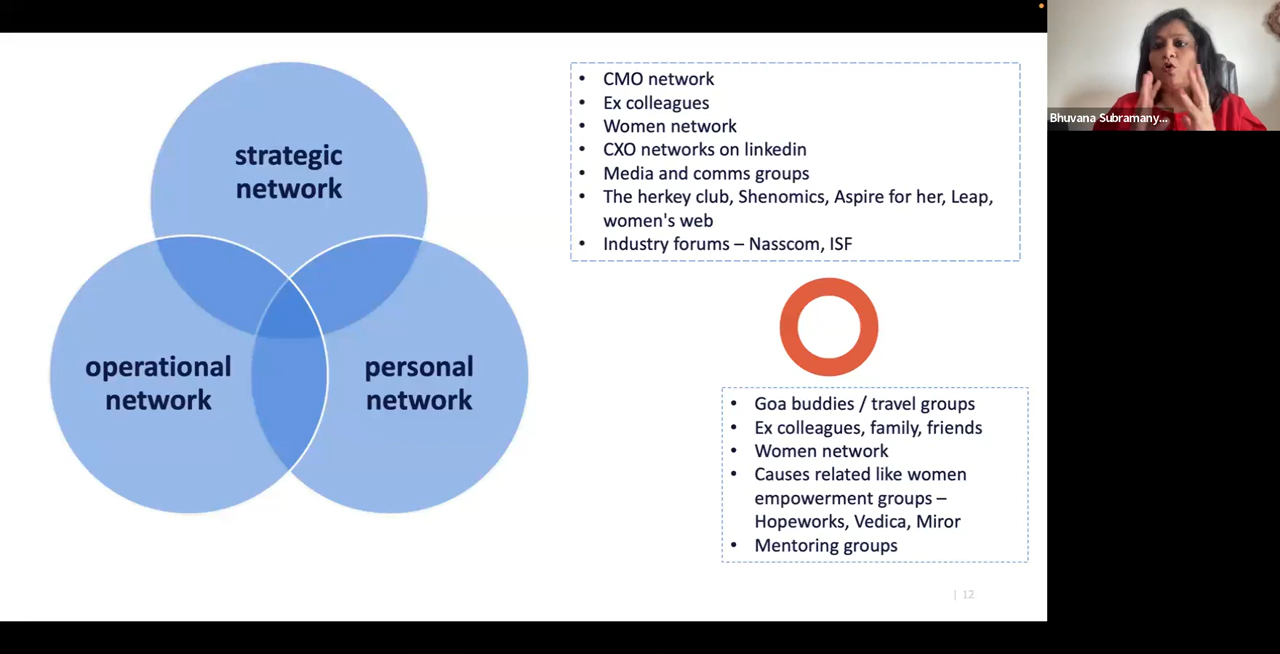 strategic
network
operational
network
personal
network
• CMO network
• Ex colleagues
• Women network
• CXO networks on linkedin
• Media and comms groups
• The herkey club, Shenomics, Aspire for her, Leap,
women's web
• Industry forums – Nasscom, ISF
• Goa buddies / travel groups
• Ex colleagues, family, friends
• Women network
• Causes related like women
empowerment groups –
Hopeworks, Vedica, Miror
• Mentoring groups
| 12
Bhuvana Subramany...